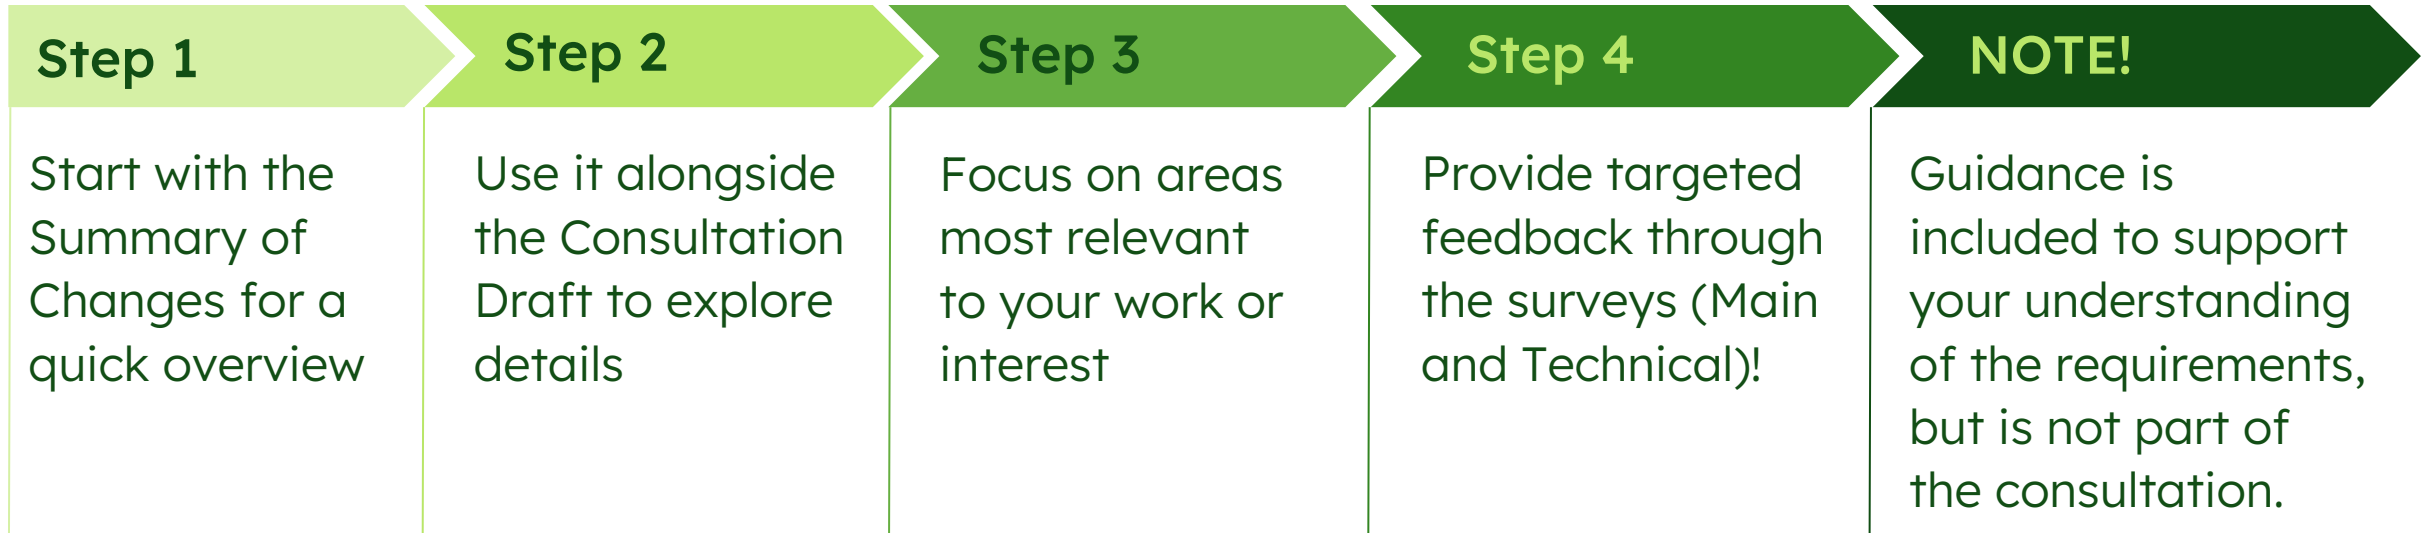 Step 1
Start with the
Summary of
Changes for a
quick overview
Step 2
Use it alongside
the Consultation
Draft to explore
details
Step 3
Focus on areas
most relevant
to your work or
interest
Step 4
Provide targeted
feedback through
the surveys (Main
and Technical)!
NOTE!
Guidance is
included to support
your understanding
of the requirements,
but is not part of
the consultation.